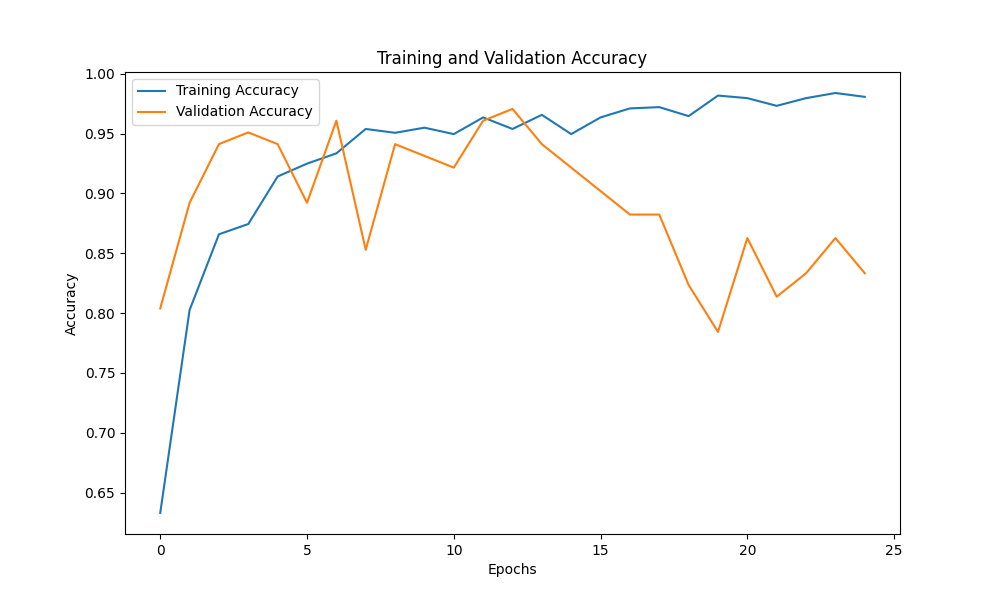 Training and Validation Accuracy
Training Accuracy
Validation Accuracy
1.00
0.95
0.90
0.85
0.80
0.75
0.70
0.65
Accuracy
0 5 10 15 20 25
Epochs